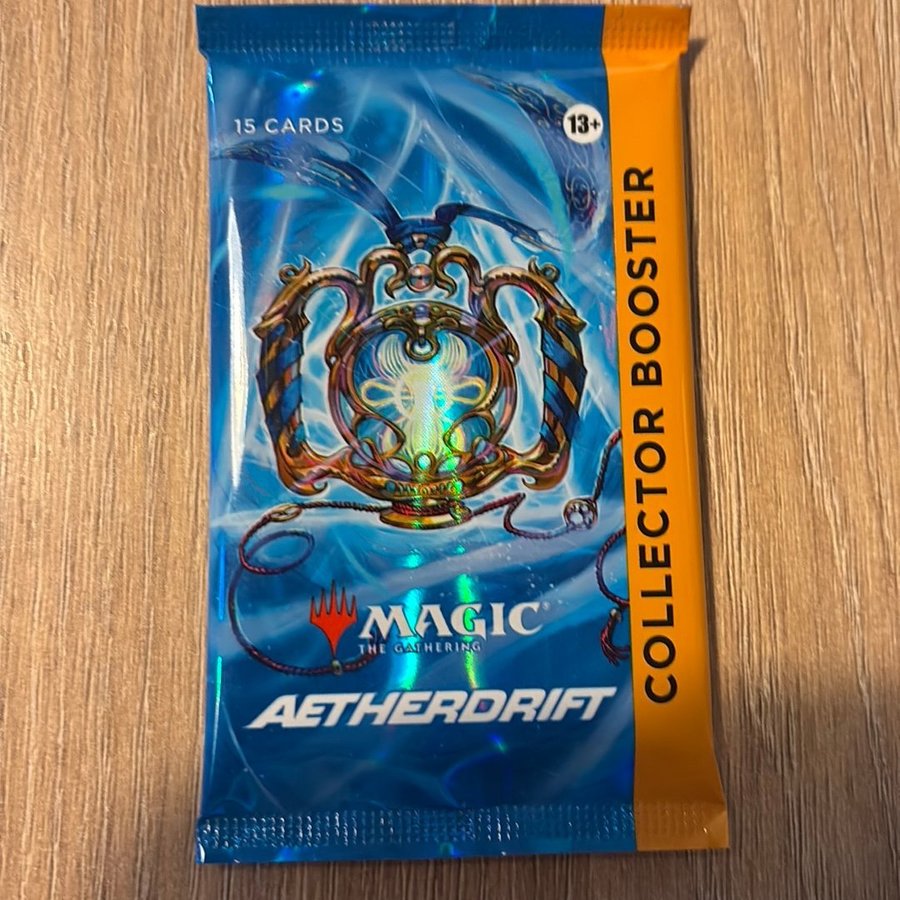 15 CARDS
13+
COLLECTOR BOOSTER
MAGIC®
THE GATHERING
AETHERDRIFT